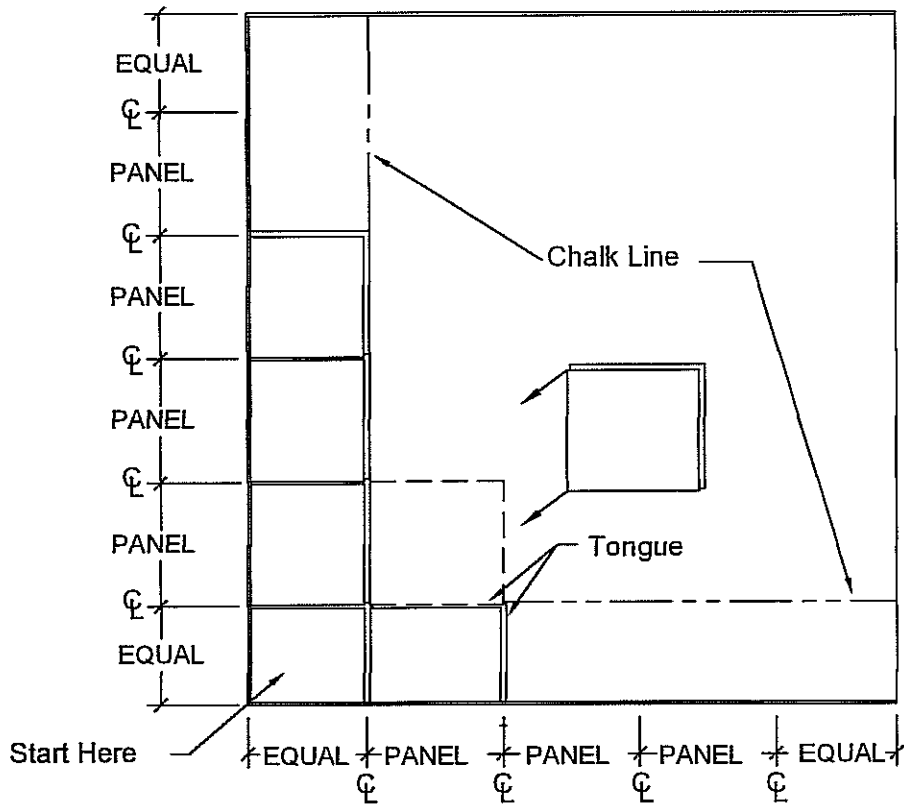 EQUAL
℄
PANEL
℄
Chalk Line
PANEL
℄
PANEL
℄
PANEL
Tongue
℄
EQUAL
Start Here
EQUAL
PANEL
PANEL
PANEL
EQUAL
℄
℄
℄
℄